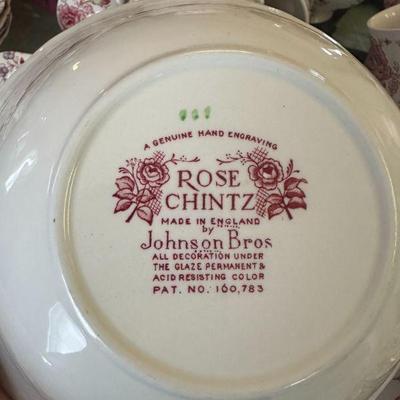 A GENUINE HAND ENGRAVING
ROSE
CHINTZ
MADE IN ENGLAND
by
Johnson Bros
ALL DECORATION UNDER
THE GLAZE PERMANENT &
ACID RESISTING COLOR
PAT. NO. 160,783